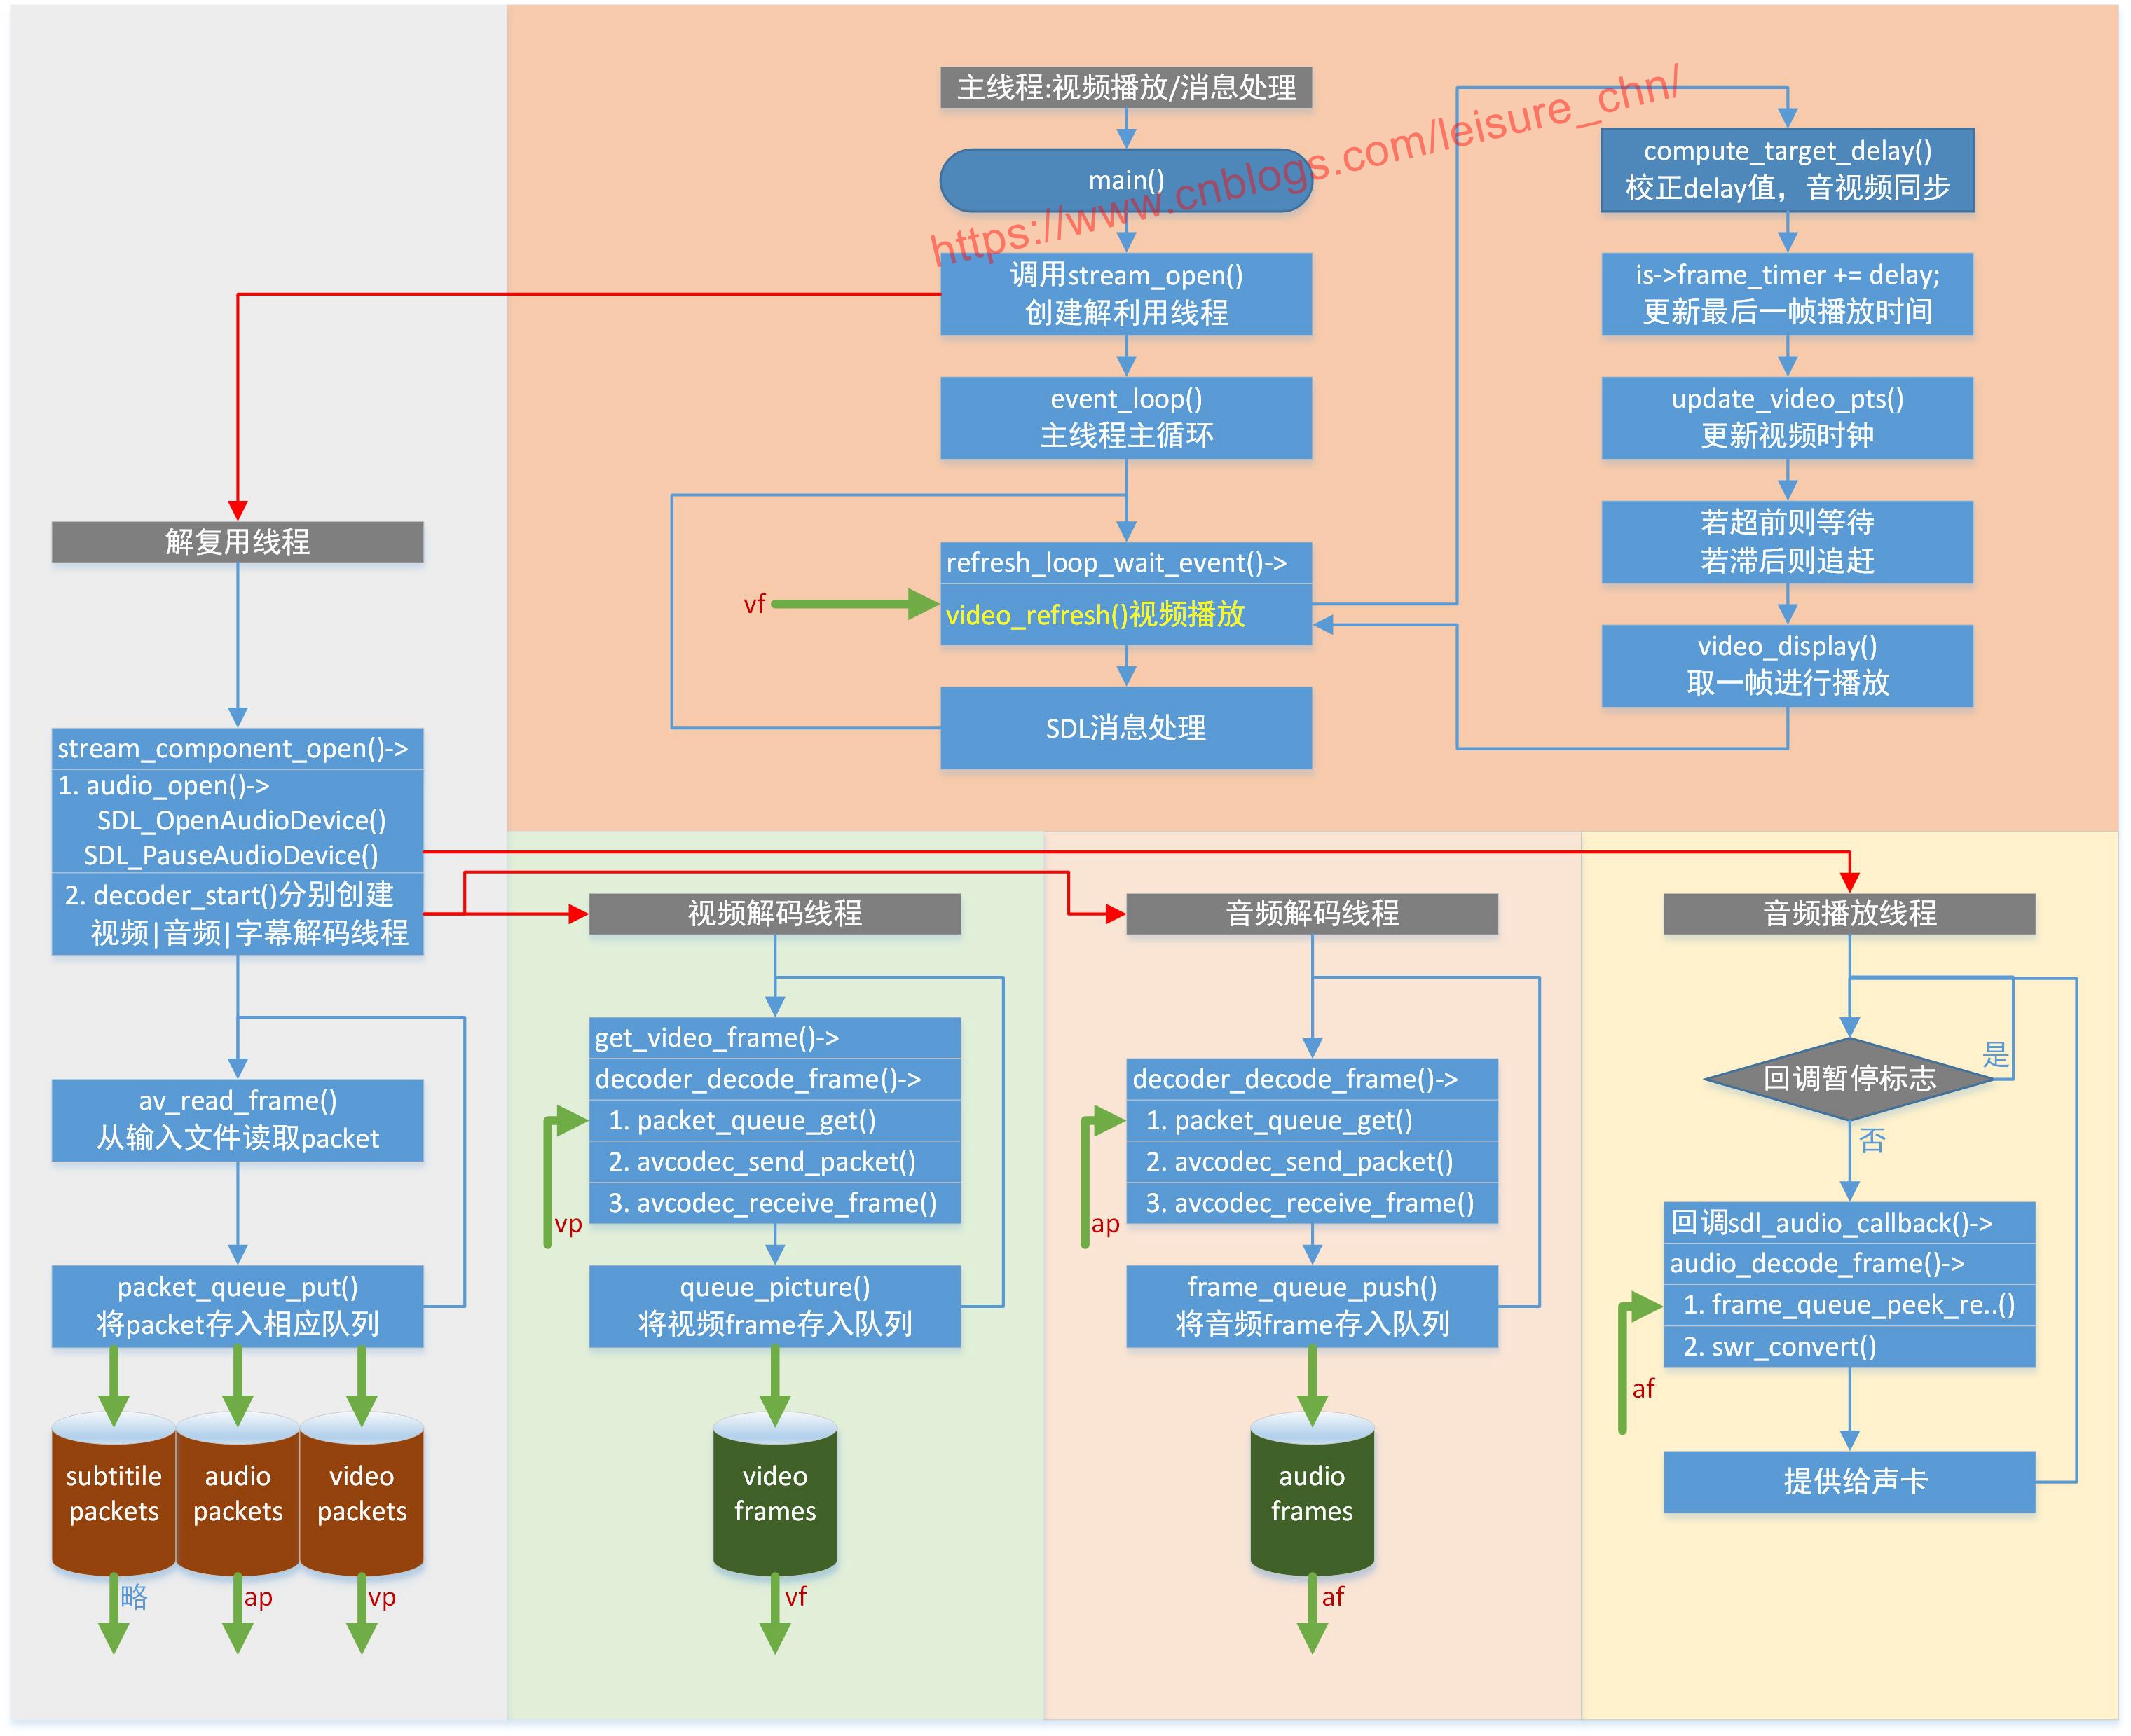 主线程:视频播放/消息处理
main()
https://www.cnblogs.com/leisure_chn/
调用stream_open()
创建解利用线程
event_loop()
主线程主循环
refresh_loop_wait_event()->
vf
video_refresh()视频播放
SDL消息处理
compute_target_delay()
校正delay值，音视频同步
is->frame_timer += delay;
更新最后一帧播放时间
update_video_pts()
更新视频时钟
若超前则等待
若滞后则追赶
video_display()
取一帧进行播放
解复用线程
stream_component_open()->
1. audio_open()->
SDL_OpenAudioDevice()
SDL_PauseAudioDevice()
2. decoder_start()分别创建
视频|音频|字幕解码线程
av_read_frame()
从输入文件读取packet
packet_queue_put()
将packet存入相应队列
subtitile
packets
audio
packets
video
packets
略
ap
vp
视频解码线程
get_video_frame()->
decoder_decode_frame()->
1. packet_queue_get()
2. avcodec_send_packet()
3. avcodec_receive_frame()
vp
queue_picture()
将视频frame存入队列
video
frames
vf
音频解码线程
decoder_decode_frame()->
1. packet_queue_get()
2. avcodec_send_packet()
3. avcodec_receive_frame()
ap
frame_queue_push()
将音频frame存入队列
audio
frames
af
音频播放线程
是
回调暂停标志
否
回调sdl_audio_callback()->
audio_decode_frame()->
1. frame_queue_peek_re..()
2. swr_convert()
af
提供给声卡